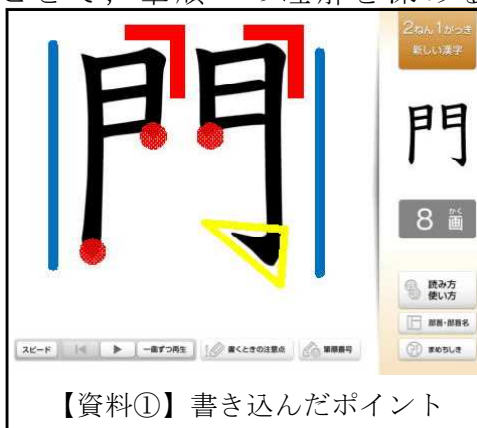 とせて，筆順への理解を深める
2ねん1がっき
新しい漢字
門
門
かく
8画
読み方
使い方
部首・部首名
まめちしき
スピード
一画ずつ再生
書くときの注意点
筆順番号
【資料①】書き込んだポイント